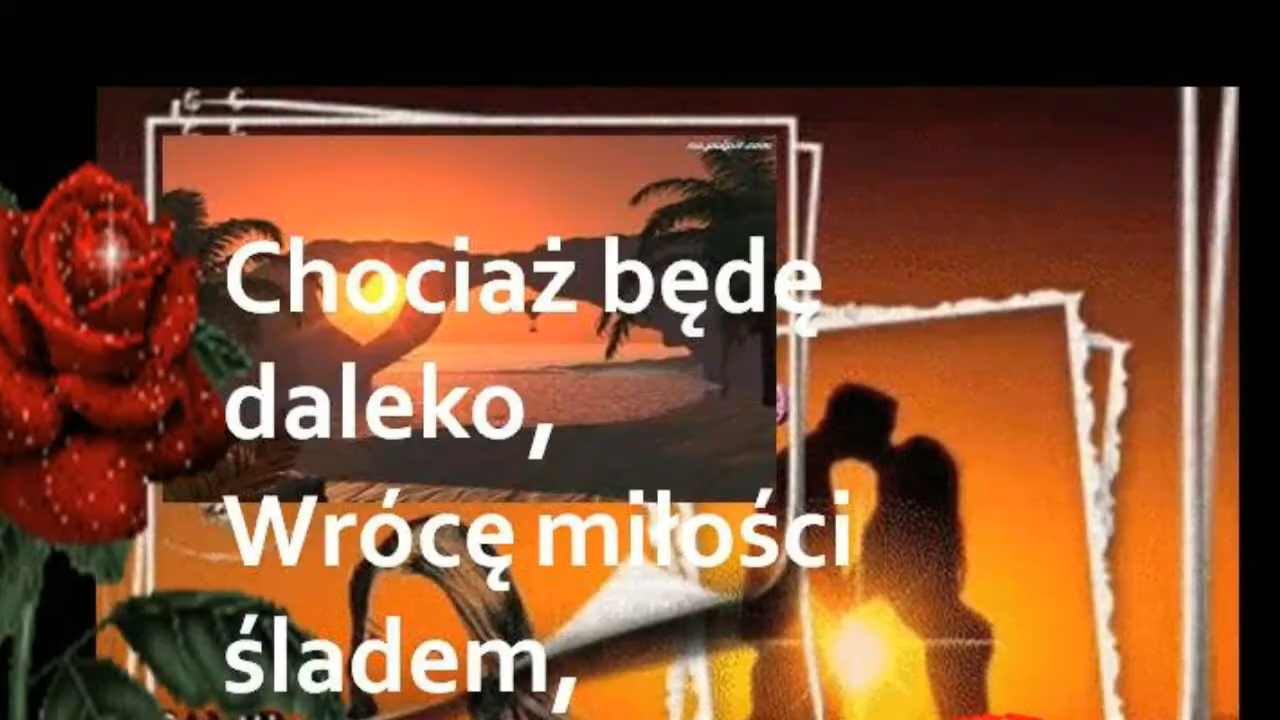 Chociaż będę
daleko,
Wrócę miłości
śladem,